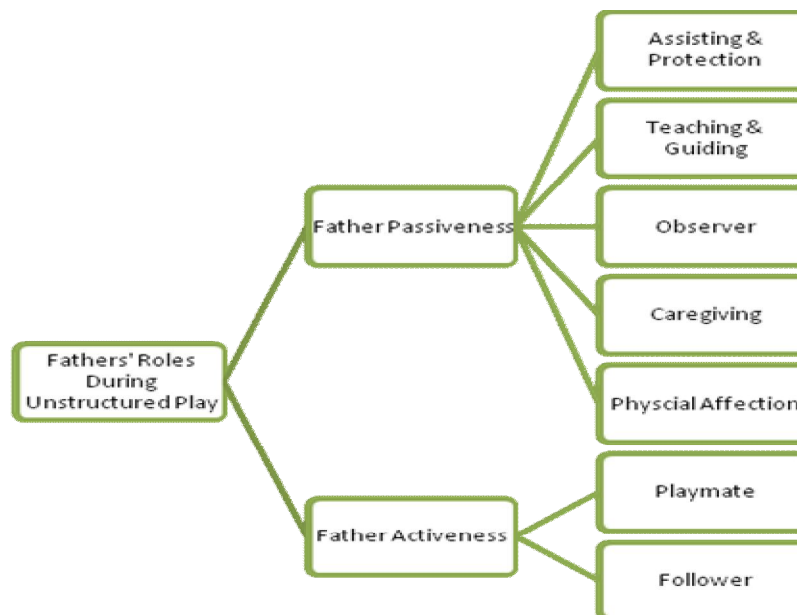 Assisting &
Protection
Teaching &
Guiding
Father Passiveness
Observer
Caregiving
Fathers' Roles
During
Unstructured Play
Physcial Affection
Playmate
Father Activeness
Follower